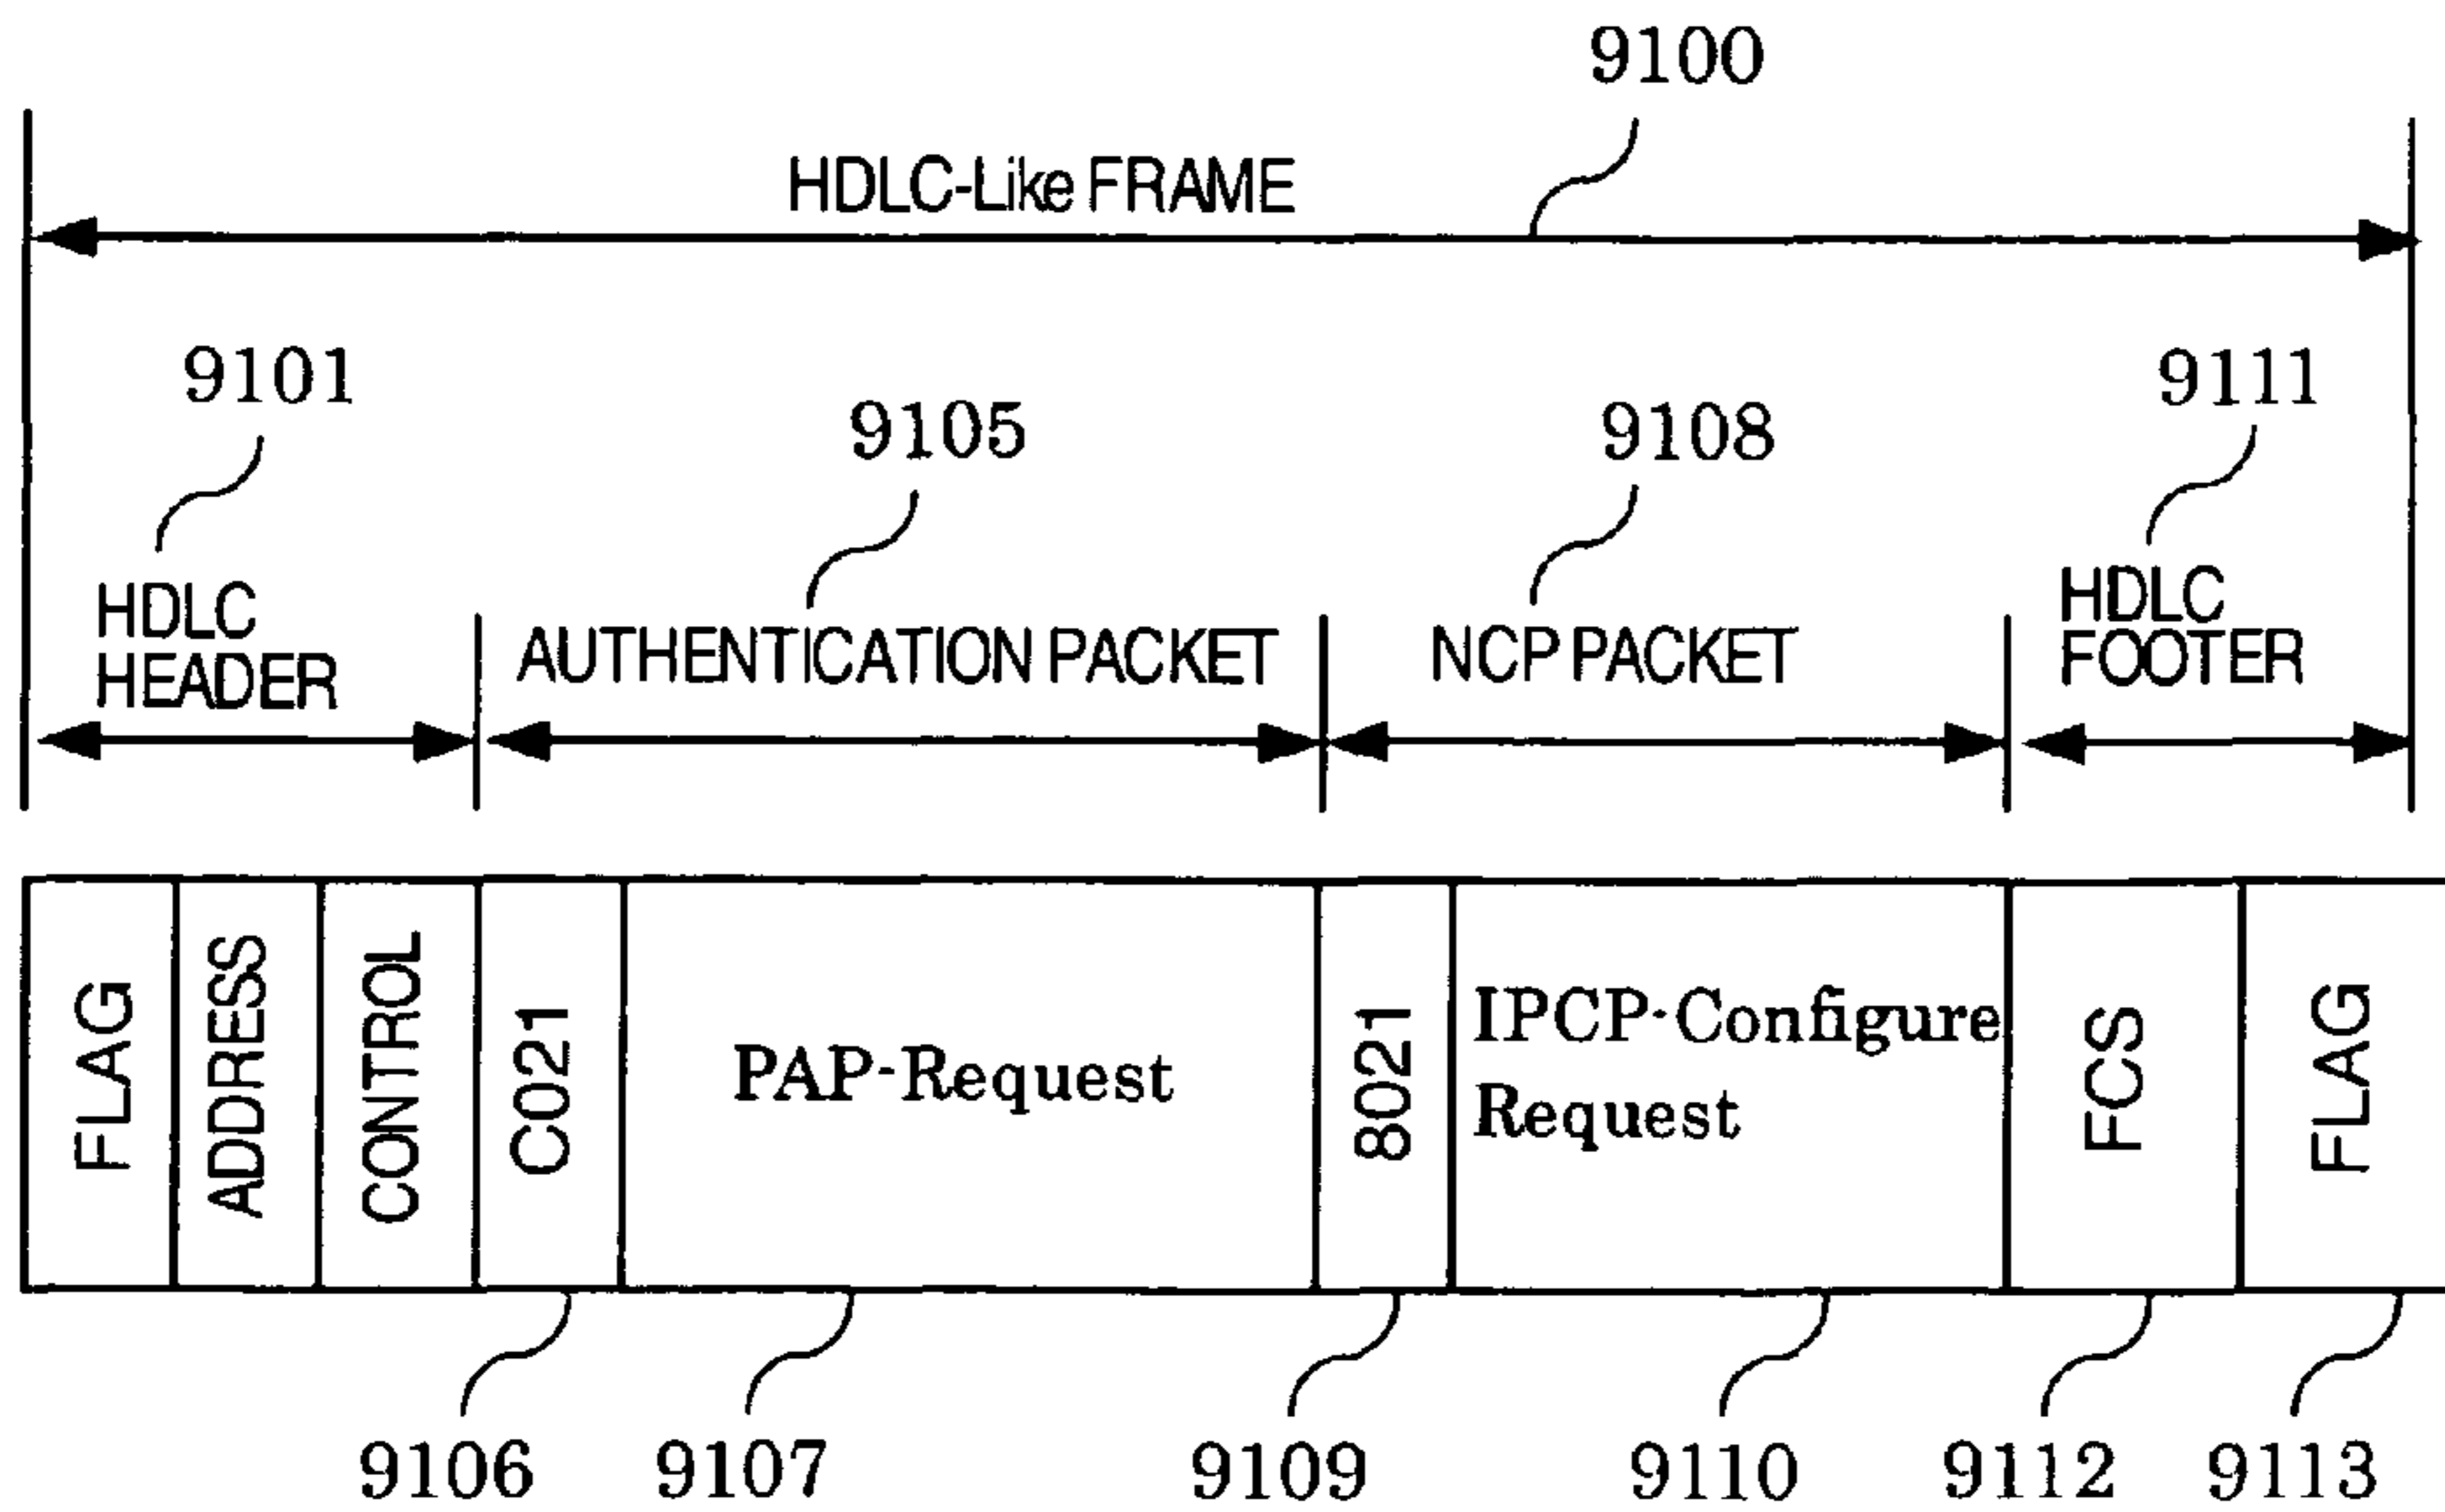 9100
HDLC-Like FRAME
9101
9105
9108
9111
HDLC
HEADER
AUTHENTICATION PACKET
NCP PACKET
HDLC
FOOTER
FLAG
ADDRESS
CONTROL
C021
PAP-Request
8021
IPCP-Configure
Request
FCS
FLAG
9106
9107
9109
9110
9112
9113